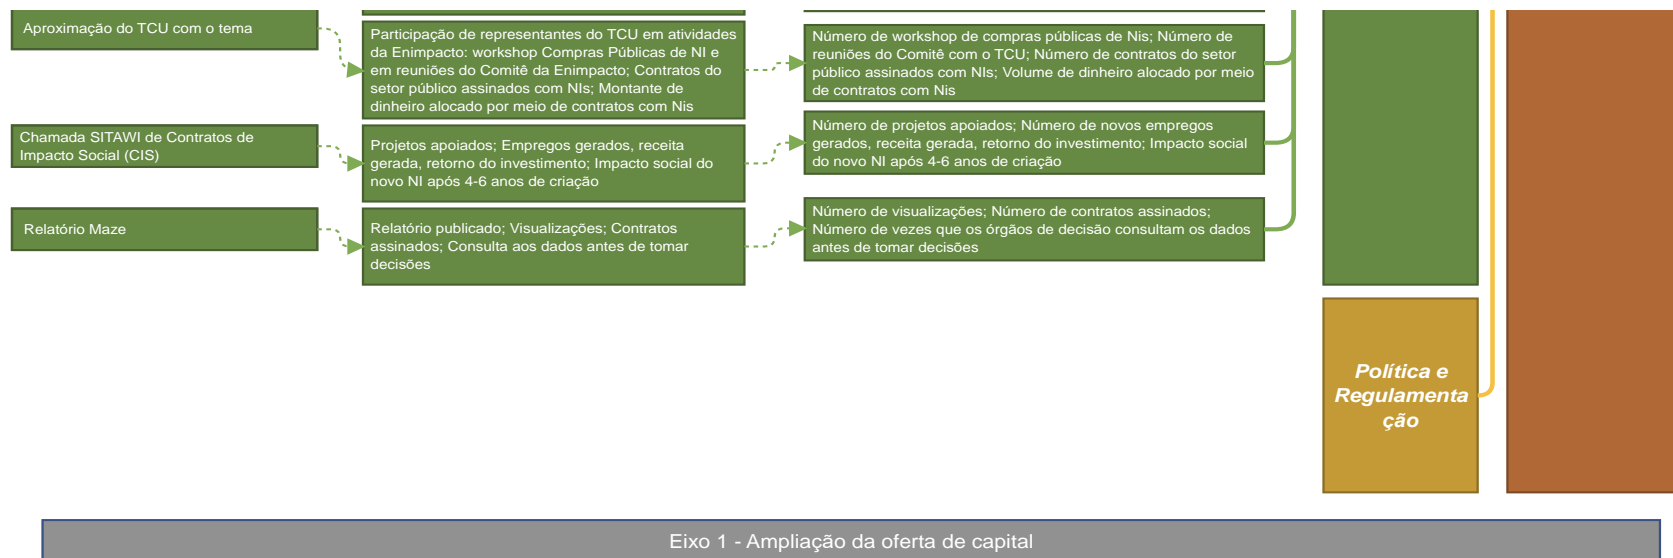 Aproximação do TCU com o tema
Participação de representantes do TCU em atividades
da Enimpacto: workshop Compras Públicas de NI e
em reuniões do Comitê da Enimpacto; Contratos do
setor público assinados com NIs; Montante de
dinheiro alocado por meio de contratos com Nis
Número de workshop de compras públicas de Nis; Número de
reuniões do Comitê com o TCU; Número de contratos do setor
público assinados com NIs; Volume de dinheiro alocado por meio
de contratos com Nis
Chamada SITAWI de Contratos de
Impacto Social (CIS)
Projetos apoiados; Empregos gerados, receita
gerada, retorno do investimento; Impacto social do
novo NI após 4-6 anos de criação
Número de projetos apoiados; Número de novos empregos
gerados, receita gerada, retorno do investimento; Impacto social
do novo NI após 4-6 anos de criação
Relatório Maze
Relatório publicado; Visualizações; Contratos
assinados; Consulta aos dados antes de tomar
decisões
Número de visualizações; Número de contratos assinados;
Número de vezes que os órgãos de decisão consultam os dados
antes de tomar decisões
Política e
Regulamenta
ção
Eixo 1 - Ampliação da oferta de capital